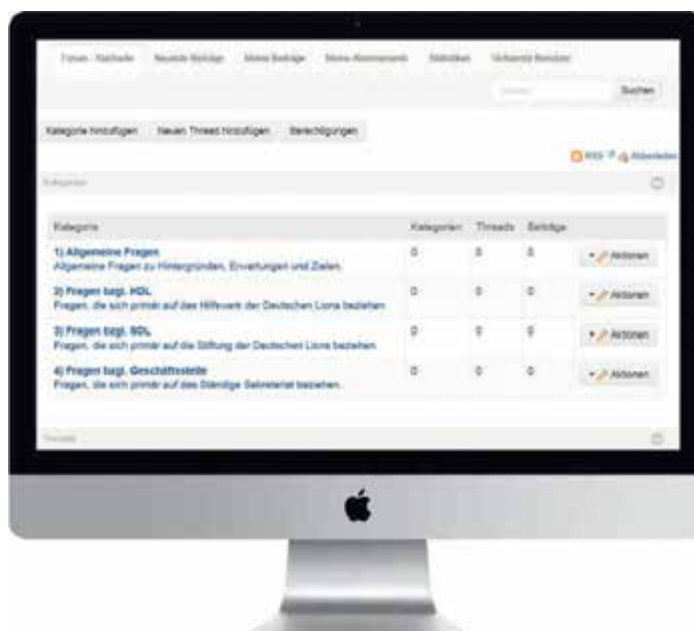 Forum - Startseite Neueste Beiträge Meine Beiträge Meine Abonnements Statistiken
Suchen
Kategorie hinzufügen Neuen Thread hinzufügen Berechtigungen
RSS Abbestellen
Kategorien
Kategorie Kategorien Threads Beiträge
1) Allgemeine Fragen 0 0 0 Aktionen
Allgemeine Fragen zu Hintergründen, Erwartungen und Zielen.
2) Fragen bzgl. HDL 0 0 0 Aktionen
Fragen, die sich primär auf das Hilfswerk der Deutschen Lions beziehen.
3) Fragen bzgl. SDL 0 0 0 Aktionen
Fragen, die sich primär auf die Stiftung der Deutschen Lions beziehen.
4) Fragen bzgl. Geschäftsstelle 0 0 0 Aktionen
Fragen, die sich primär auf das Ständige Sekretariat beziehen.
Threads